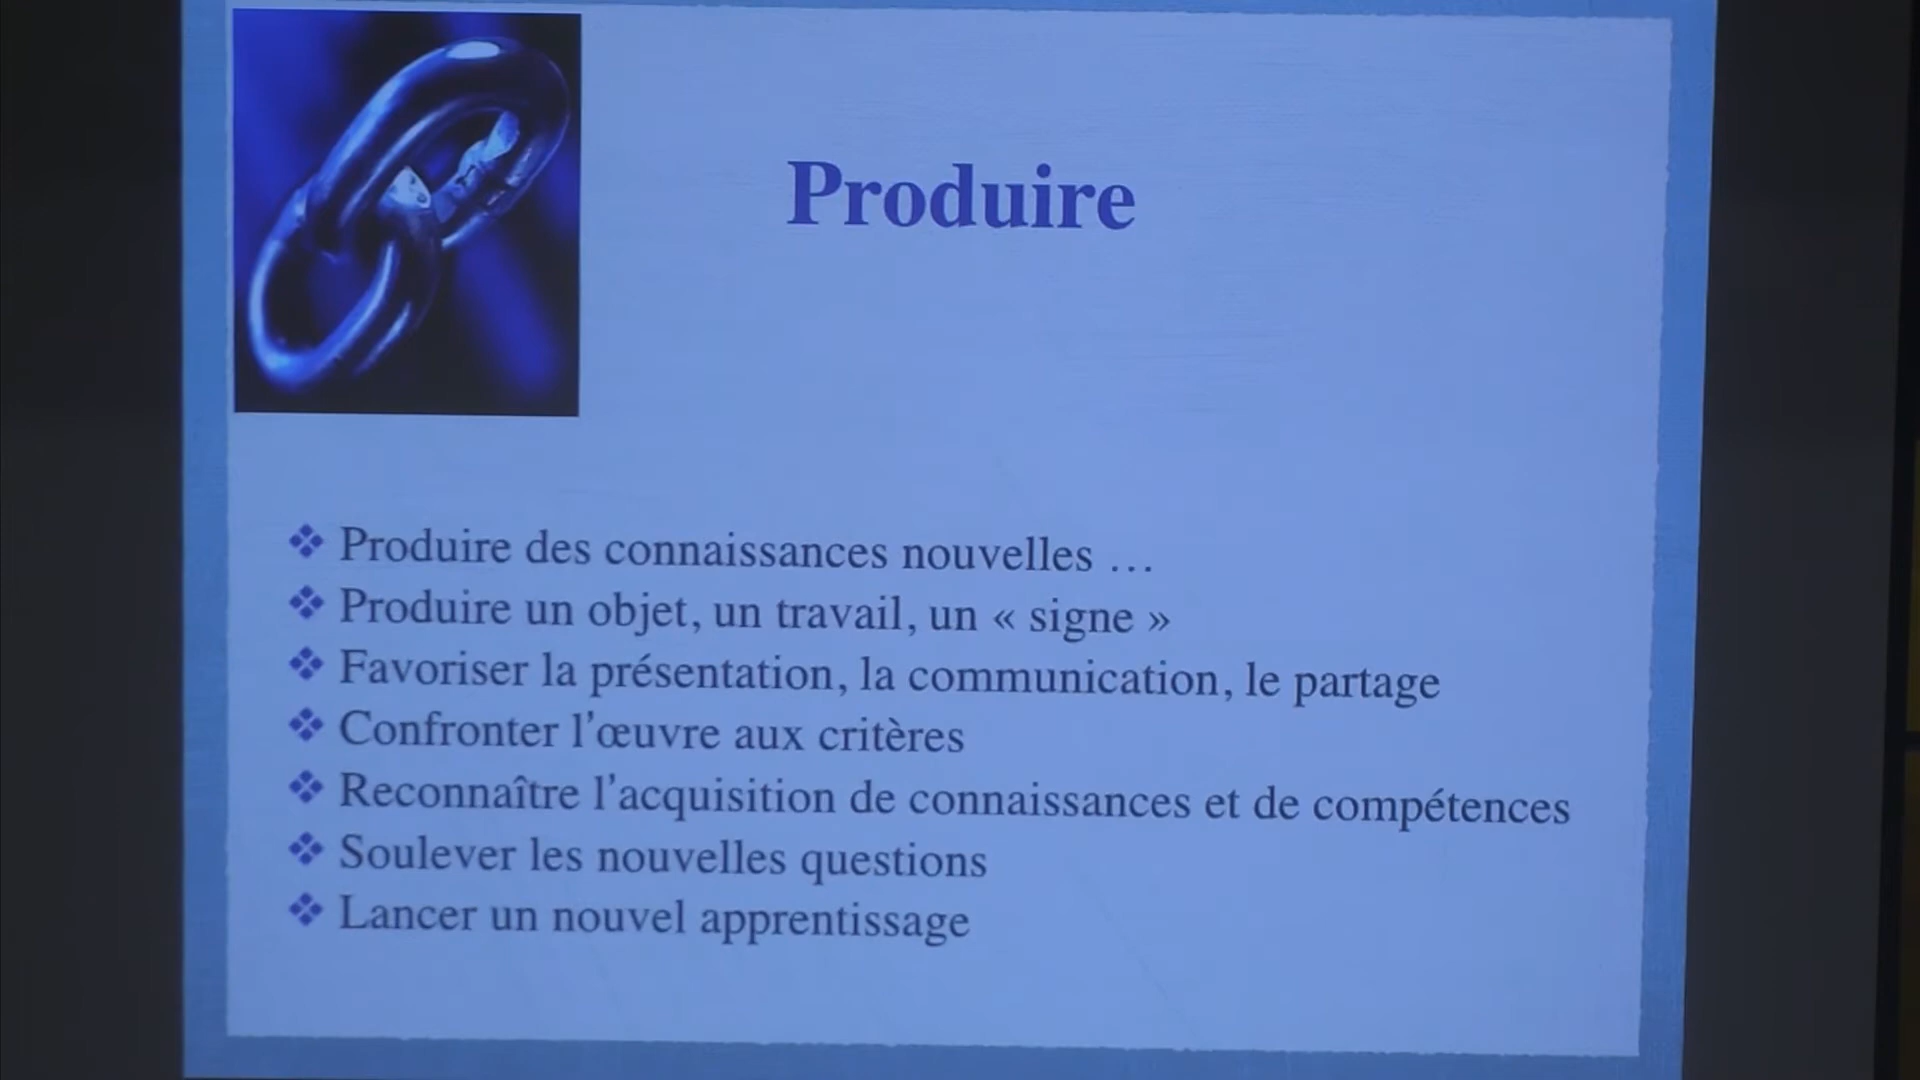 Produire
Produire des connaissances nouvelles …
Produire un objet, un travail, un « signe »
Favoriser la présentation, la communication, le partage
Confronter l’œuvre aux critères
Reconnaître l’acquisition de connaissances et de compétences
Soulever les nouvelles questions
Lancer un nouvel apprentissage